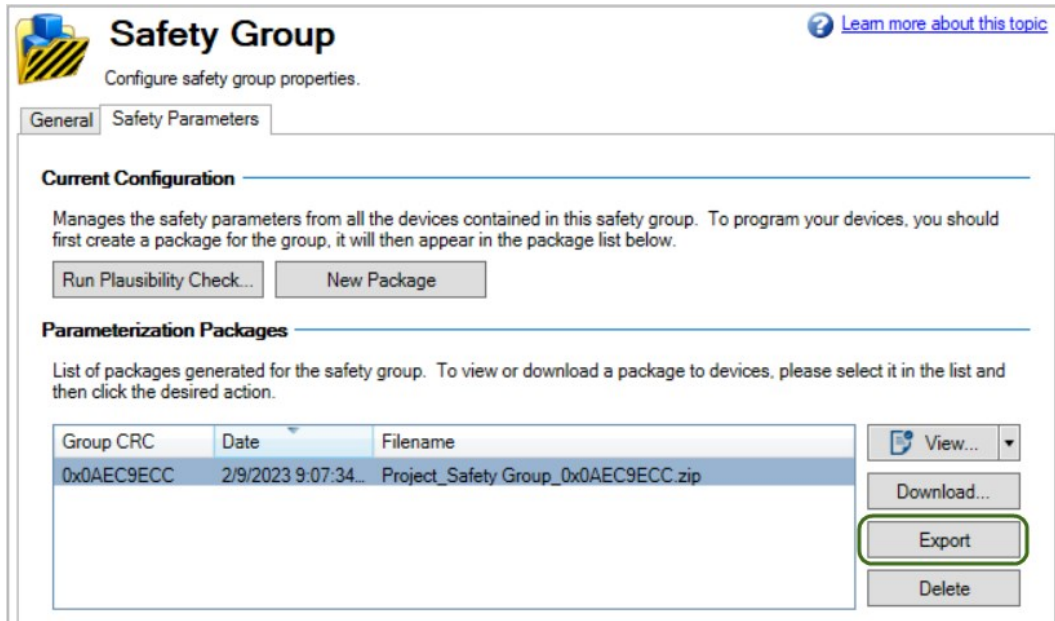 Safety Group
Learn more about this topic
Configure safety group properties.
General Safety Parameters
Current Configuration
Manages the safety parameters from all the devices contained in this safety group. To program your devices, you should
first create a package for the group, it will then appear in the package list below.
Run Plausibility Check... New Package
Parameterization Packages
List of packages generated for the safety group. To view or download a package to devices, please select it in the list and
then click the desired action.
Group CRC Date Filename
View...
0x0AEC9ECC 2/9/2023 9:07:34... Project_Safety Group_0x0AEC9ECC.zip
Download...
Export
Delete